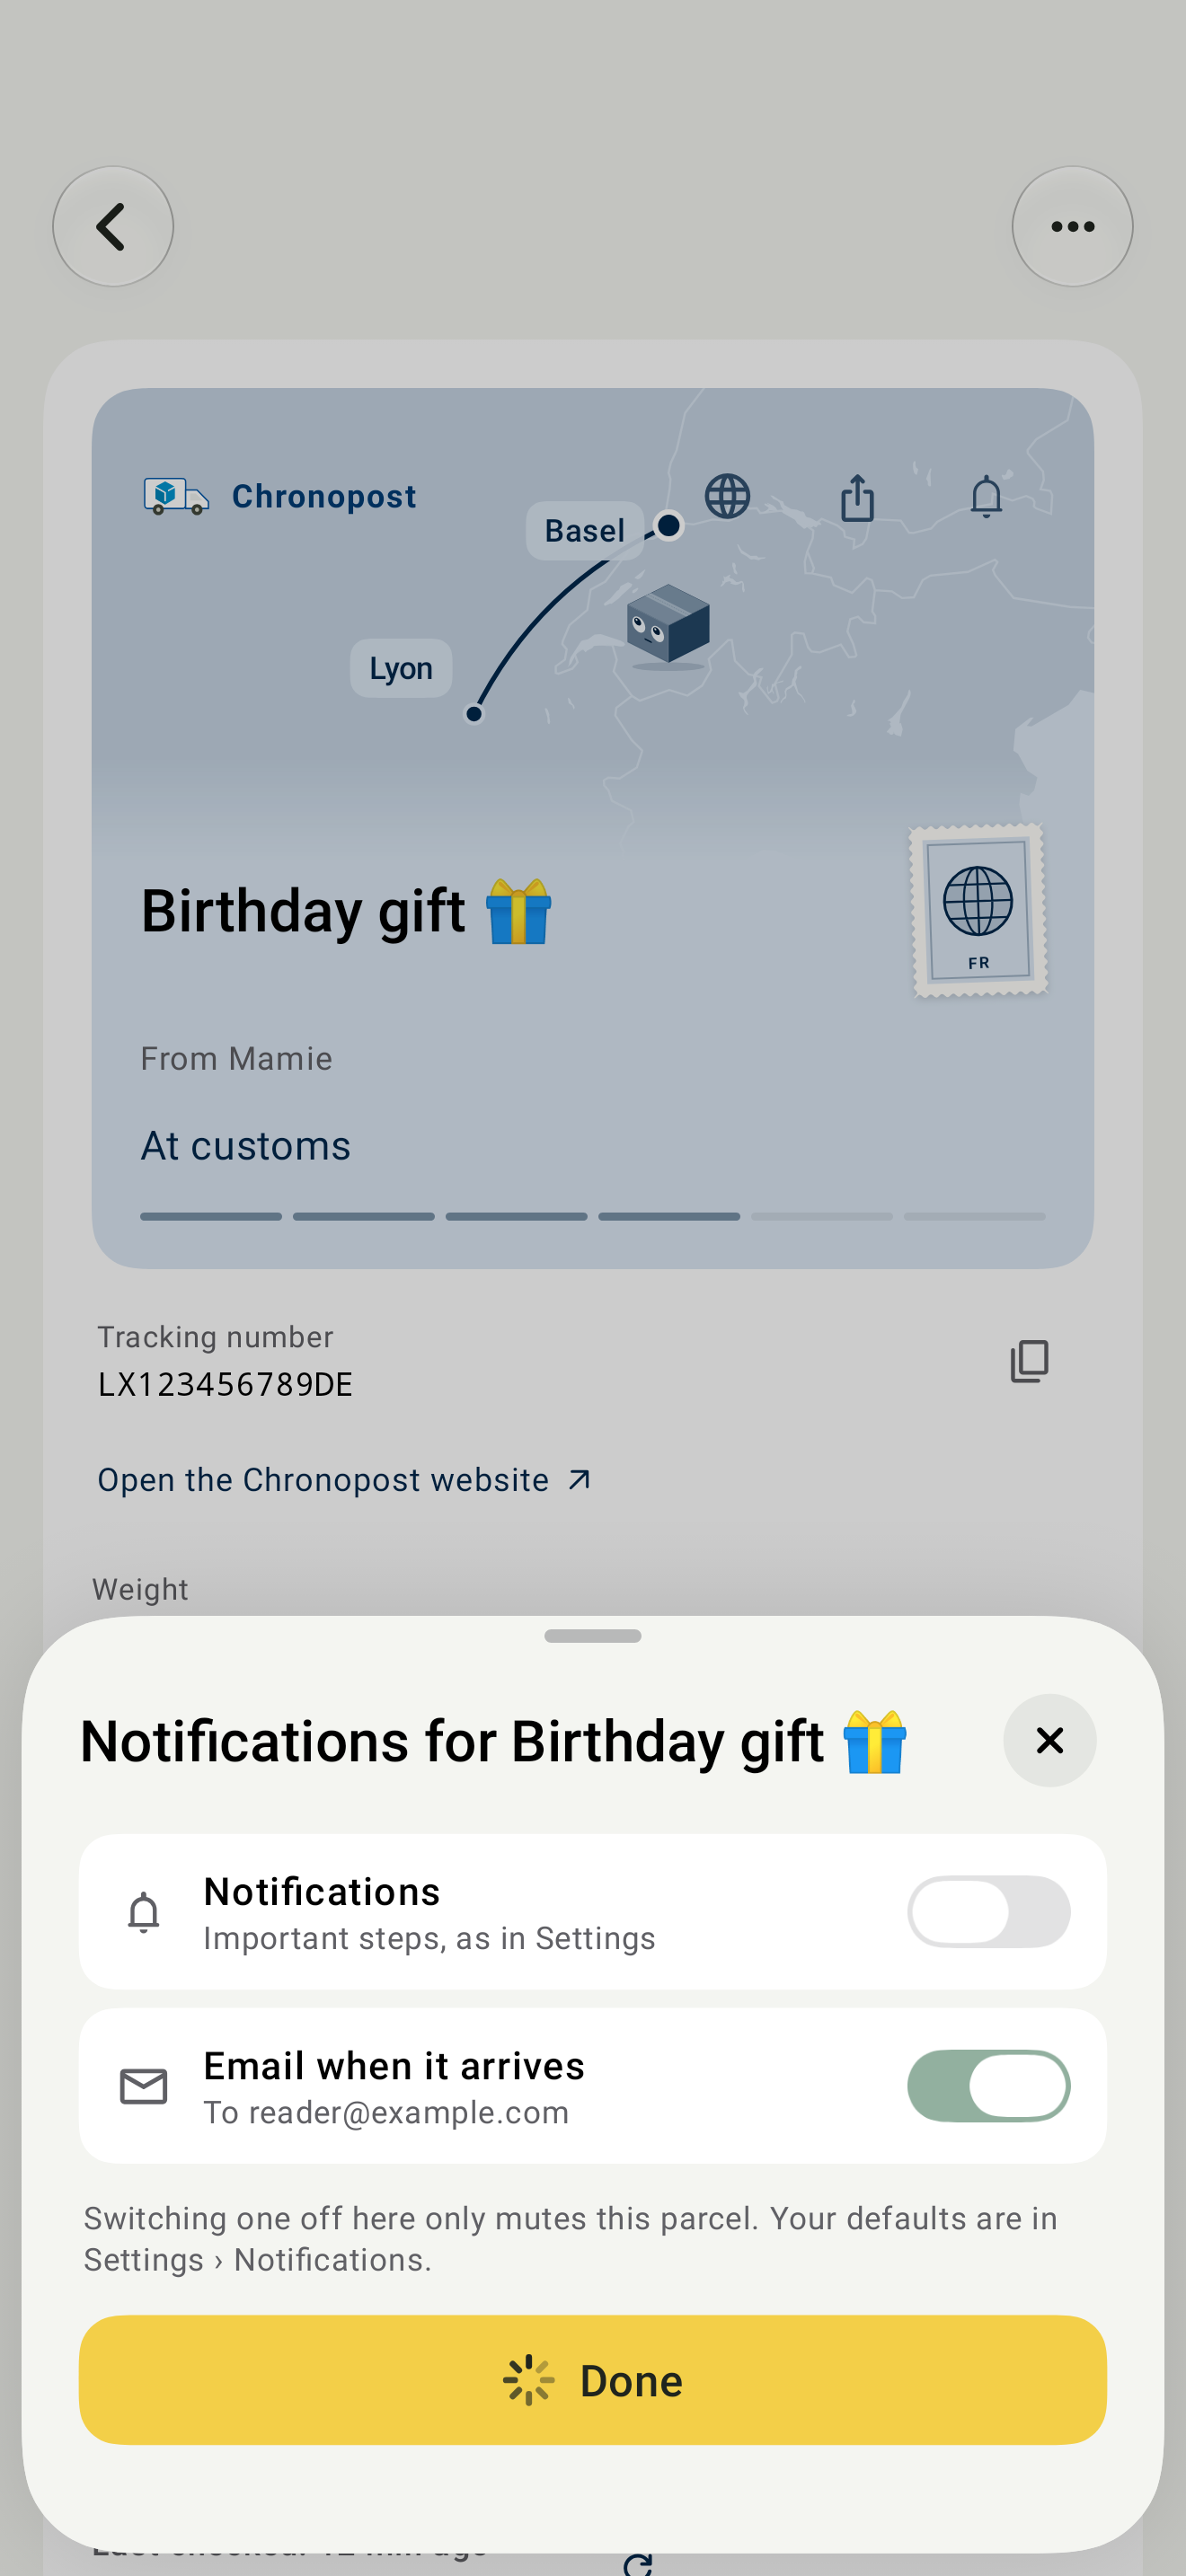 Chronopost
Basel
Lyon
Birthday gift
FR
From Mamie
At customs
Tracking number
LX123456789DE
Open the Chronopost website
Weight
Notifications for Birthday gift
Notifications
Important steps, as in Settings
Email when it arrives
To reader@example.com
Switching one off here only mutes this parcel. Your defaults are in
Settings › Notifications.
Done